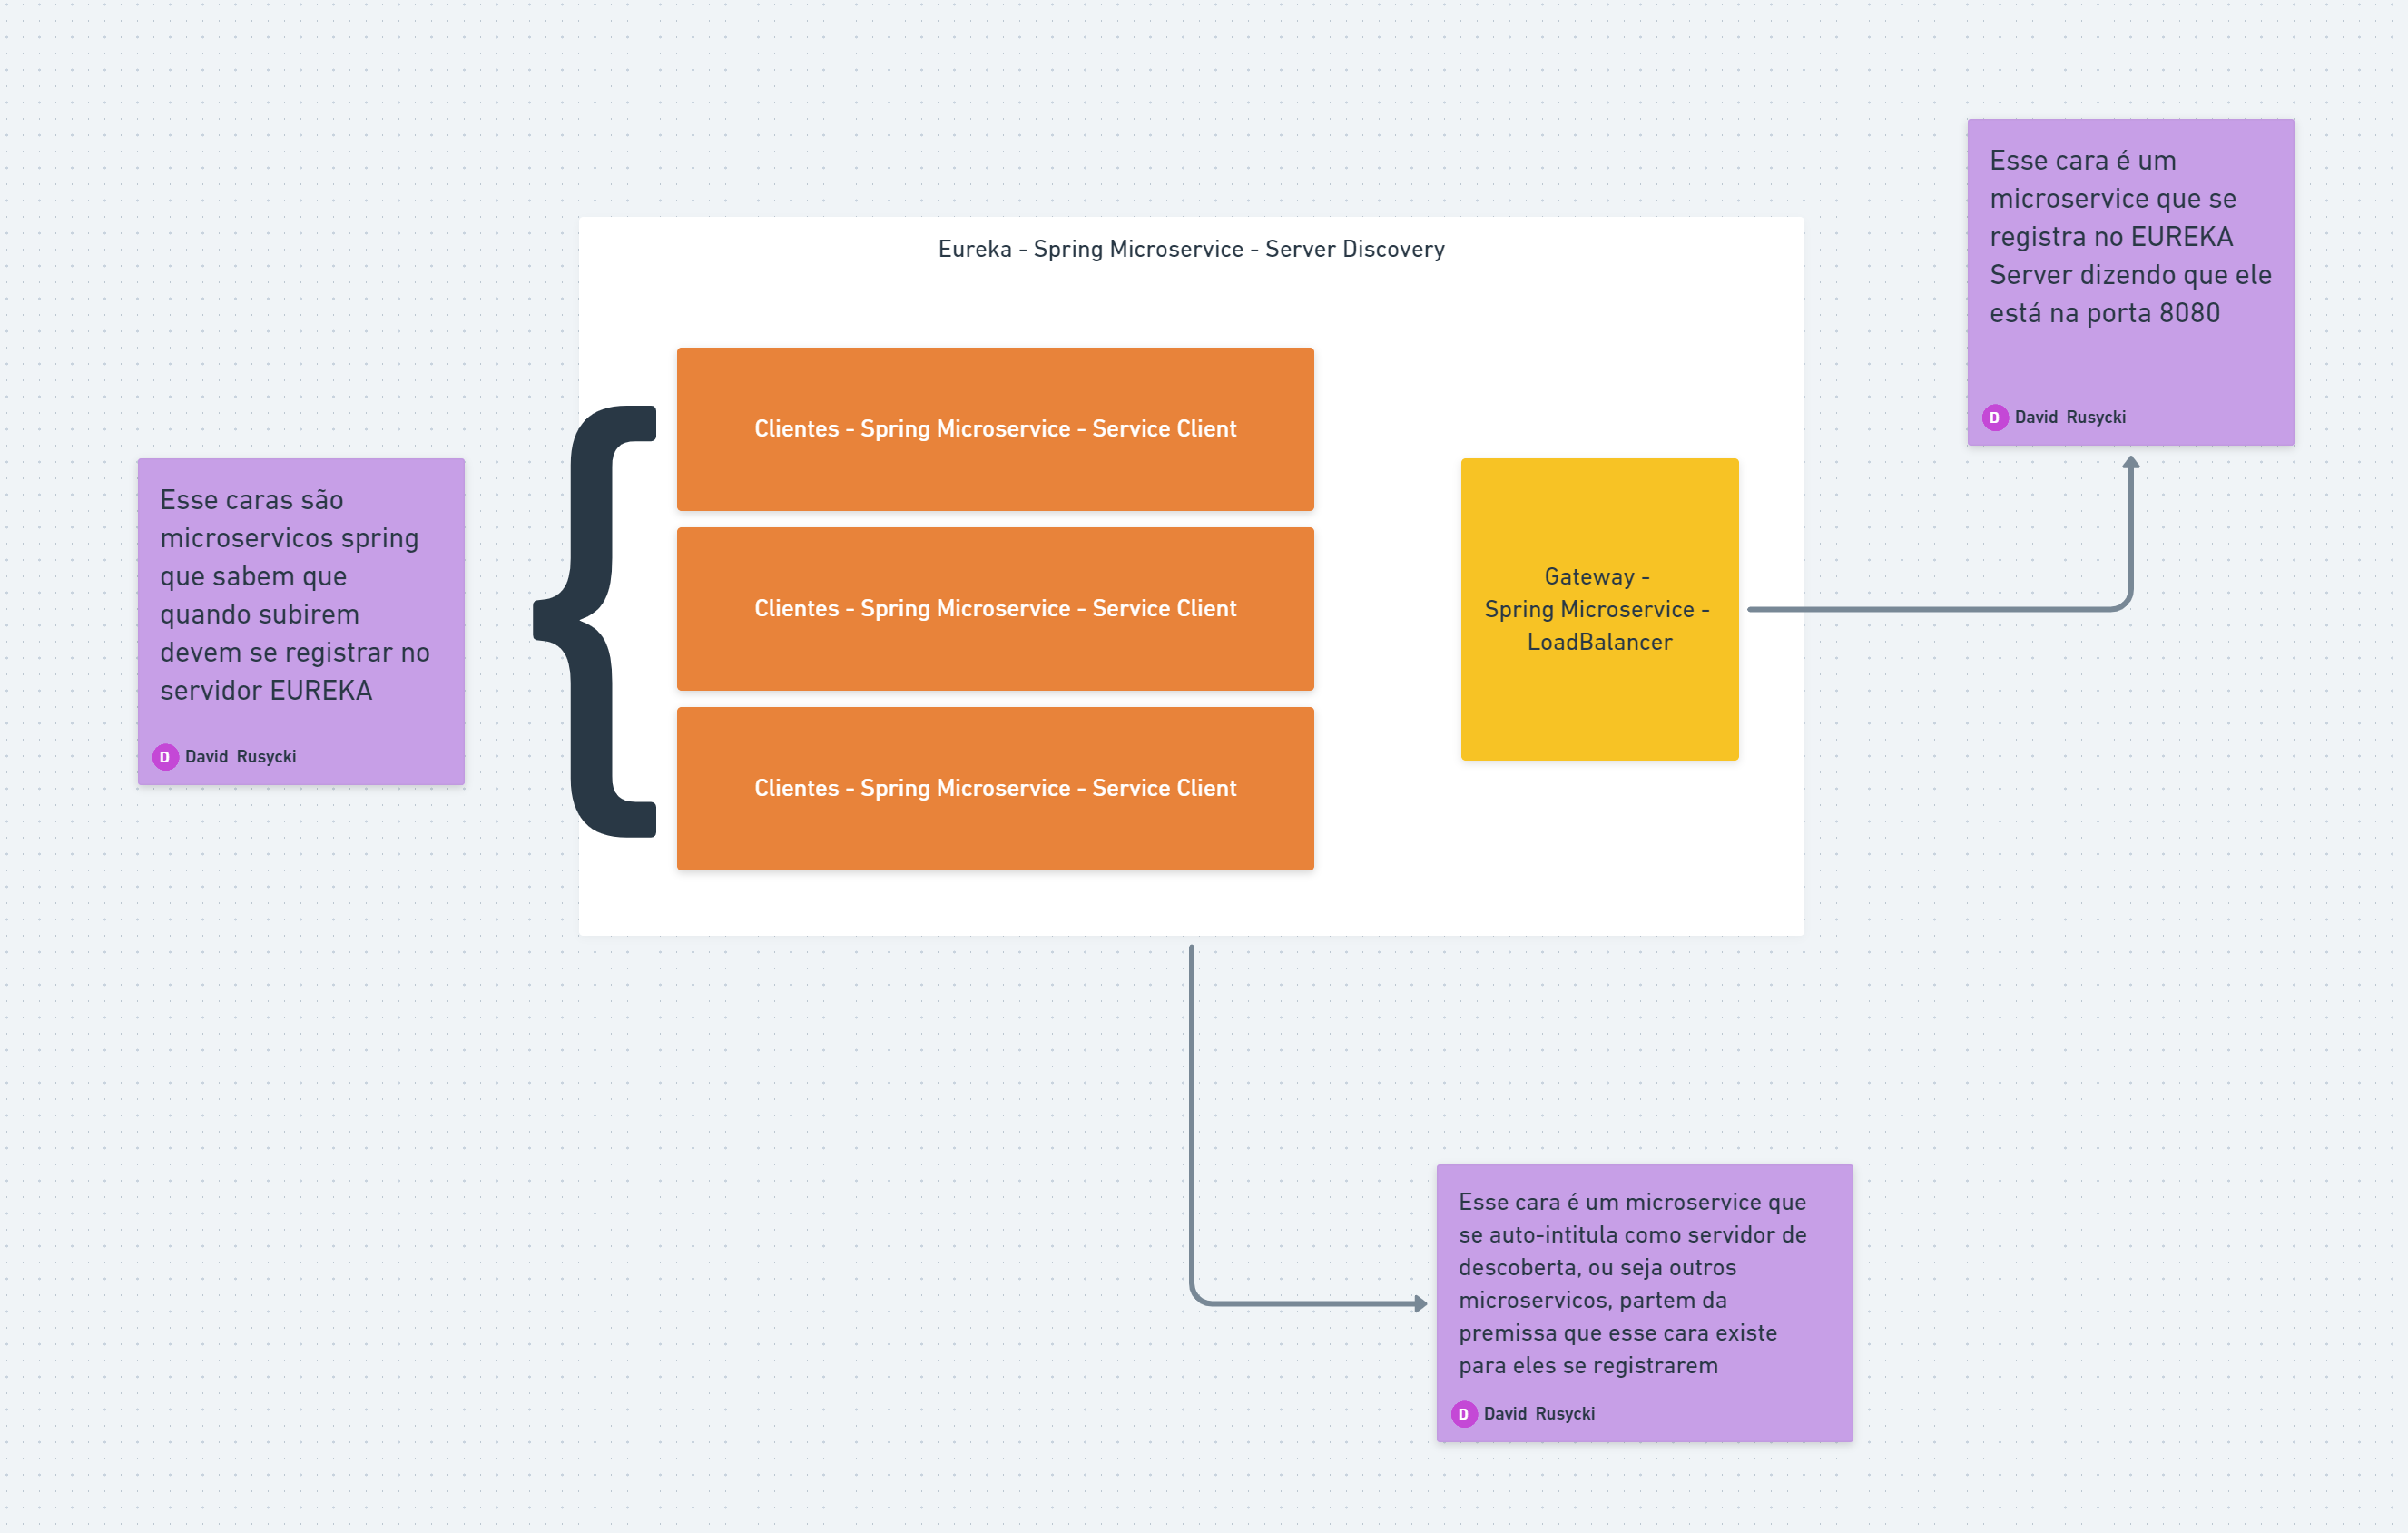 Eureka - Spring Microservice - Server Discovery
Esse caras são
microservicos spring
que sabem que
quando subirem
devem se registrar no
servidor EUREKA
D David Rusycki
Clientes - Spring Microservice - Service Client
Clientes - Spring Microservice - Service Client
Clientes - Spring Microservice - Service Client
Gateway -
Spring Microservice -
LoadBalancer
Esse cara é um
microservice que se
registra no EUREKA
Server dizendo que ele
está na porta 8080
D David Rusycki
Esse cara é um microservice que
se auto-intitula como servidor de
descoberta, ou seja outros
microservicos, partem da
premissa que esse cara existe
para eles se registrarem
D David Rusycki